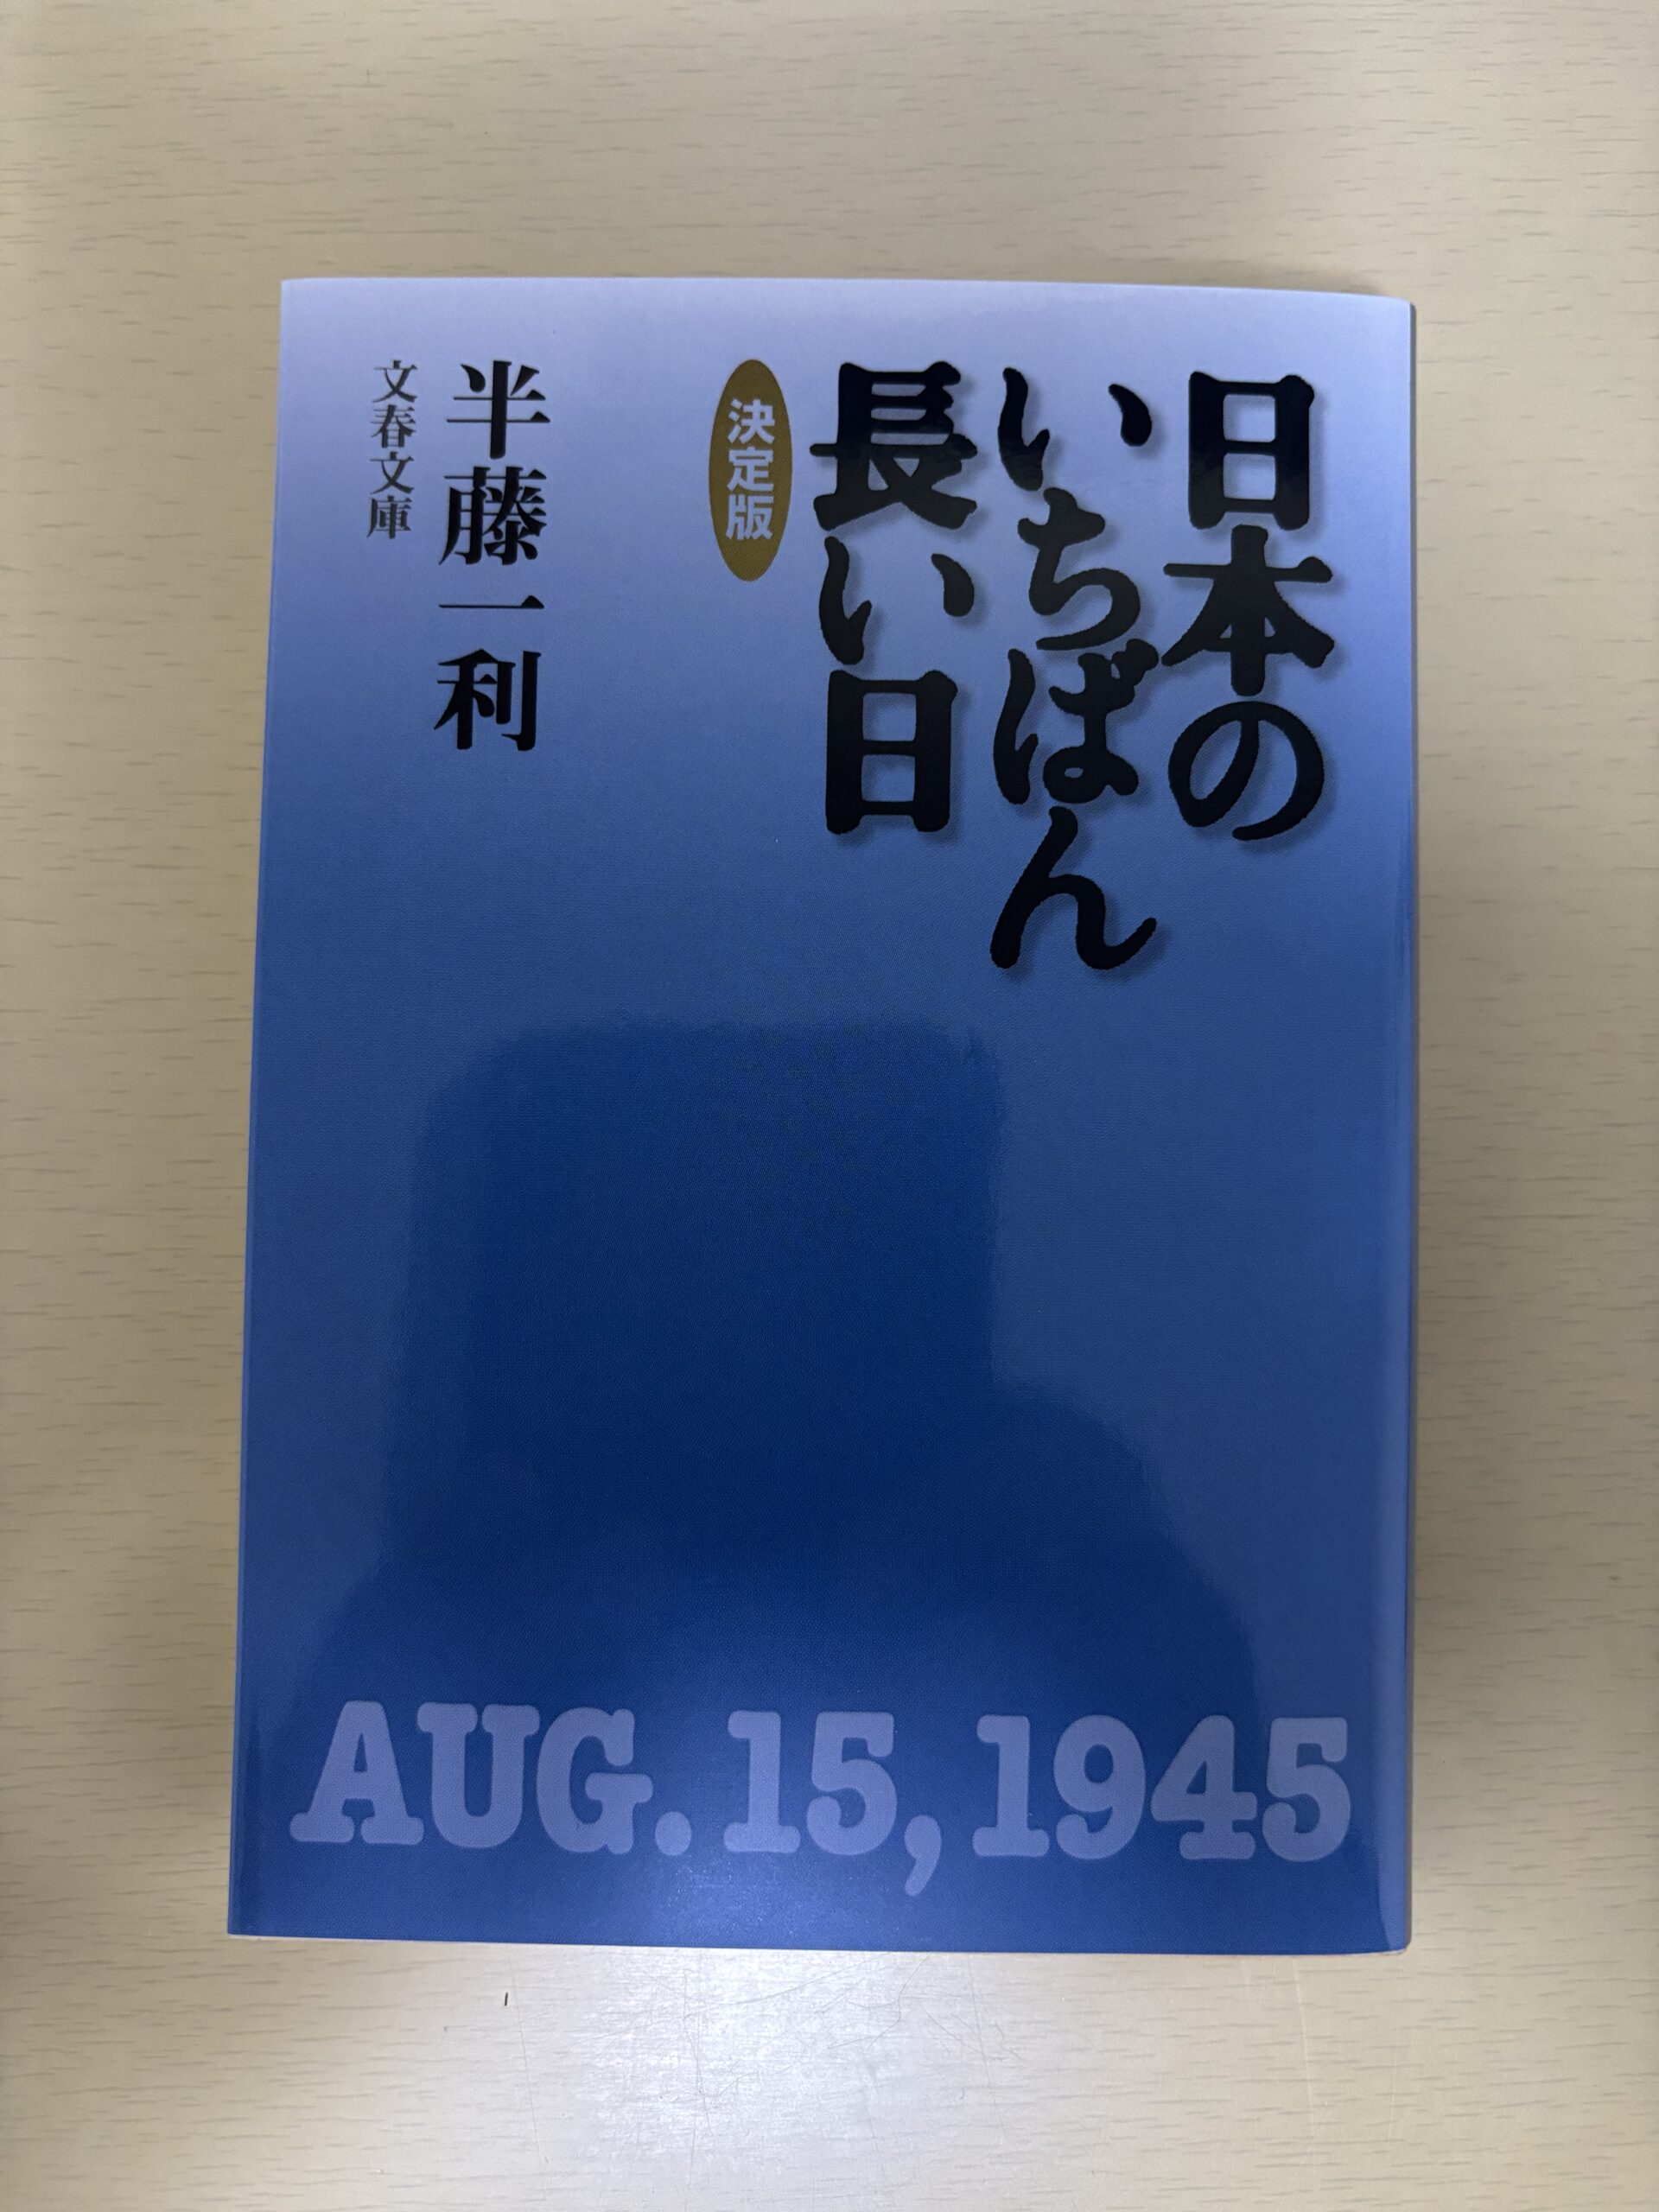 日本の
いちばん
長い日
決定版
半藤一利
文春文庫
AUG. 15, 1945